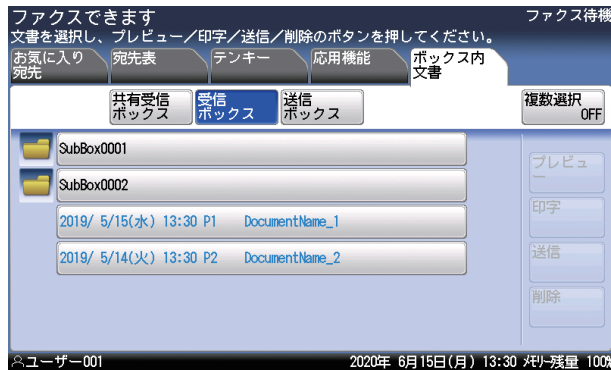 ファクスできます
ファクス待機
文書を選択し、プレビュー／印字／送信／削除のボタンを押してください。
お気に入り
宛先
宛先表
テンキー
応用機能
ボックス内
文書
共有受信
ボックス
受信
ボックス
送信
ボックス
複数選択
OFF
SubBox0001
SubBox0002
2019/ 5/15(水) 13:30 P1 DocumentName_1
2019/ 5/14(火) 13:30 P2 DocumentName_2
プレビュ
ー
印字
送信
削除
ユーザー001
2020年 6月15日(月) 13:30 ﾒﾓﾘｰ残量 100%